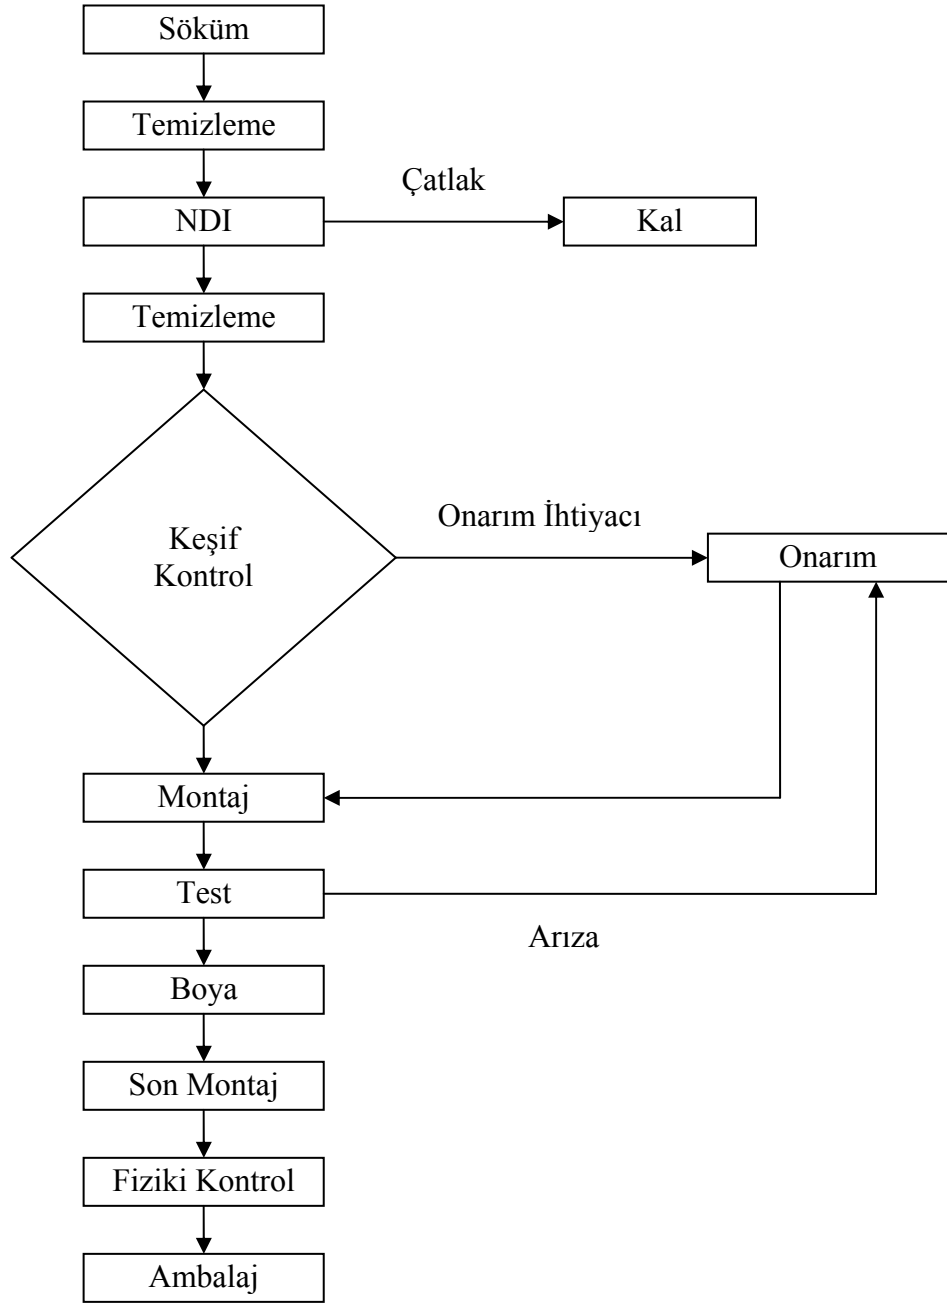 Söküm
Temizleme
Çatlak
NDI
Kal
Temizleme
Onarım İhtiyacı
Keşif
Kontrol
Onarım
Montaj
Test
Arıza
Boya
Son Montaj
Fiziki Kontrol
Ambalaj